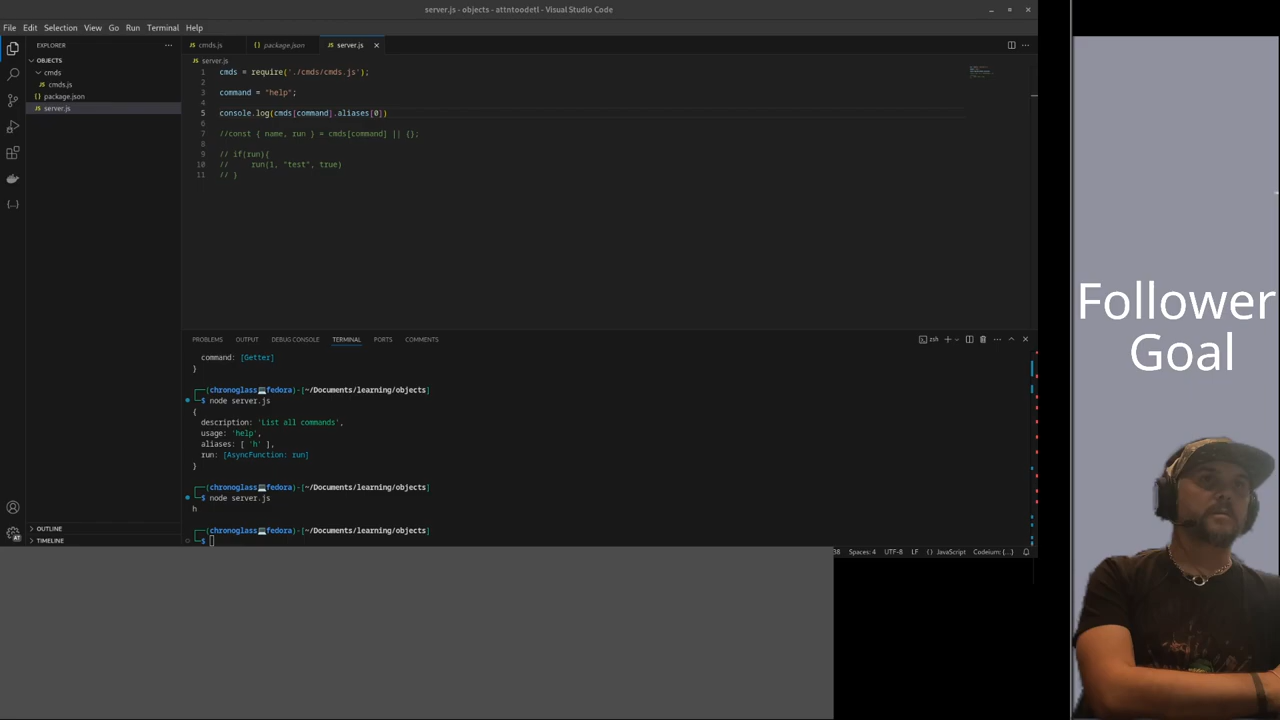 server.js - objects - attntoodetl - Visual Studio Code
File Edit Selection View Go Run Terminal Help
EXPLORER
cmds.js
package.json
server.js
OBJECTS
cmds
cmds.js
package.json
server.js
server.js
1 cmds = require('./cmds/cmds.js');
2
3 command = "help";
4
5 console.log(cmds[command].aliases[0])
6
7 //const { name, run } = cmds[command] || {};
8
9 // if(run){
10 // run(1, "test", true)
11 // }
PROBLEMS OUTPUT DEBUG CONSOLE TERMINAL PORTS COMMENTS
zsh
command: [Getter]
}
(chronoglass💻fedora)-[~/Documents/learning/objects]
$ node server.js
{
description: 'List all commands',
usage: 'help',
aliases: [ 'h' ],
run: [AsyncFunction: run]
}
(chronoglass💻fedora)-[~/Documents/learning/objects]
$ node server.js
h
(chronoglass💻fedora)-[~/Documents/learning/objects]
$
OUTLINE
TIMELINE
AT
38 Spaces: 4 UTF-8 LF {} JavaScript Codeium: {...}
Follower
Goal